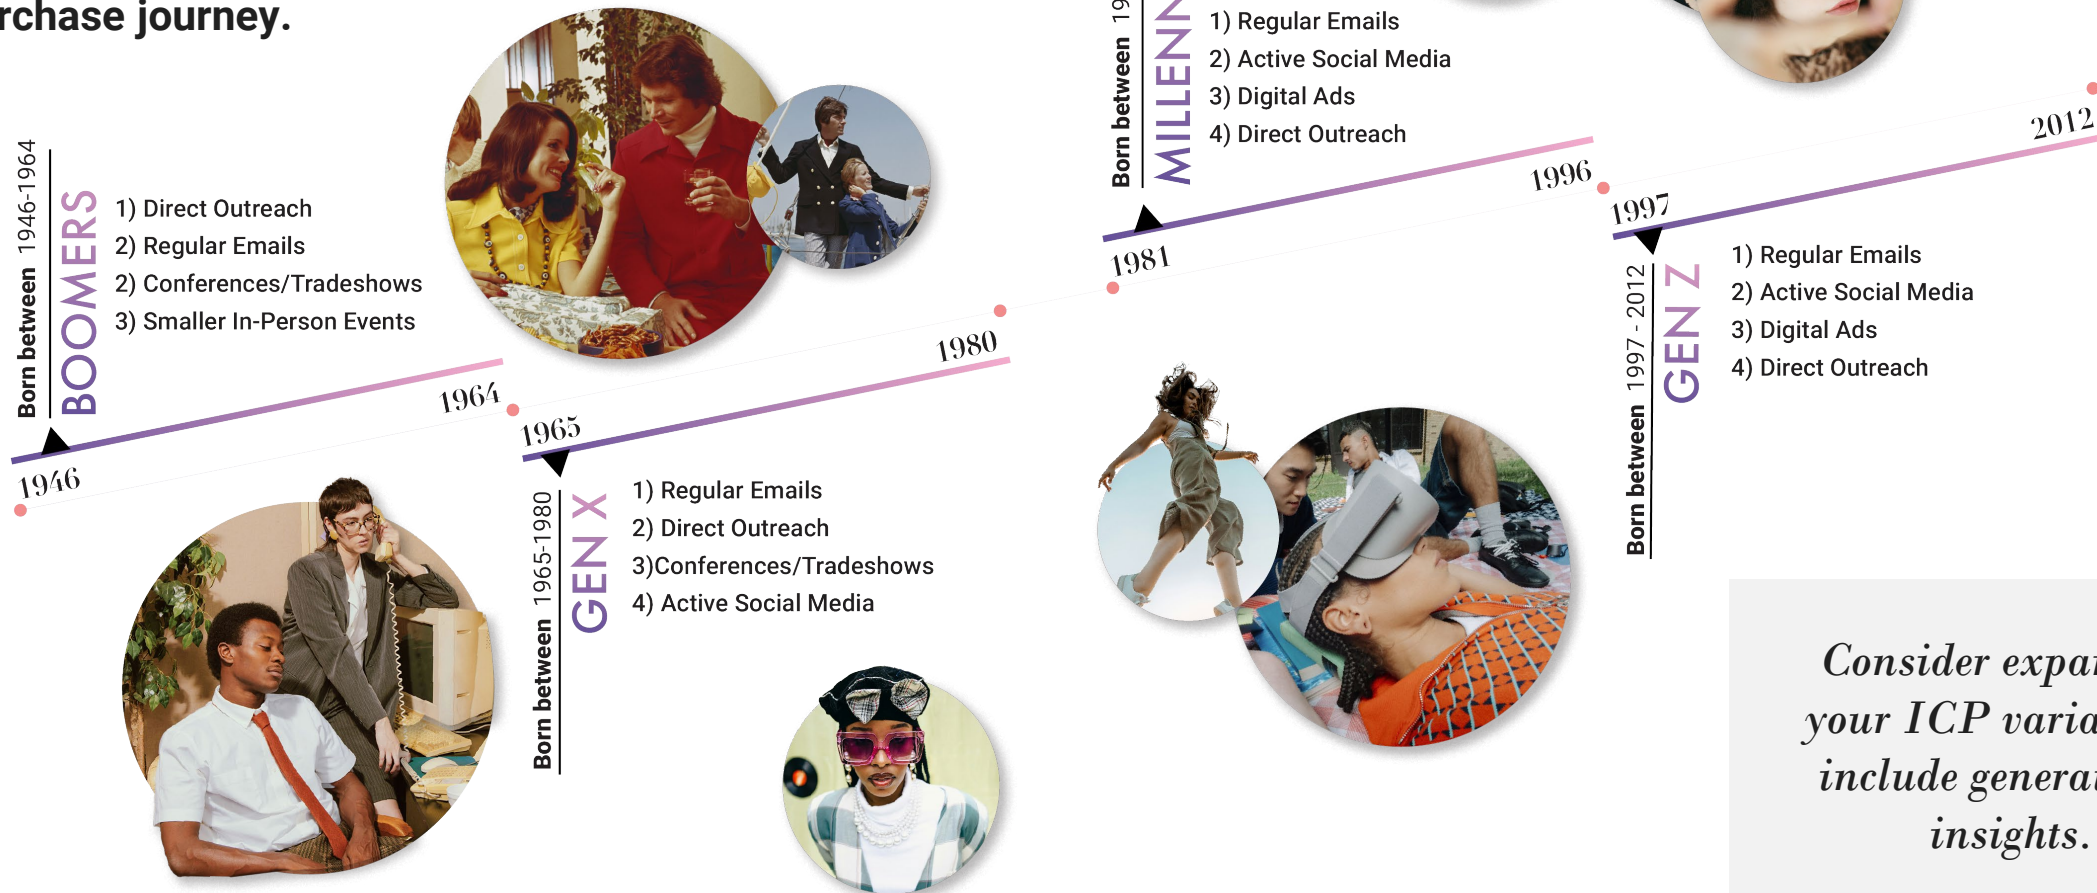 rchase journey.
Born between 1946-1964
BOOMERS
1) Direct Outreach
2) Regular Emails
2) Conferences/Tradeshows
3) Smaller In-Person Events
1946
1964
1965
1980
Born between 1965-1980
GEN X
1) Regular Emails
2) Direct Outreach
3)Conferences/Tradeshows
4) Active Social Media
Born between 19
MILLENN
1) Regular Emails
2) Active Social Media
3) Digital Ads
4) Direct Outreach
1981
1996
1997
2012
Born between 1997 - 2012
GEN Z
1) Regular Emails
2) Active Social Media
3) Digital Ads
4) Direct Outreach
Consider expa
your ICP varia
include genera
insights.